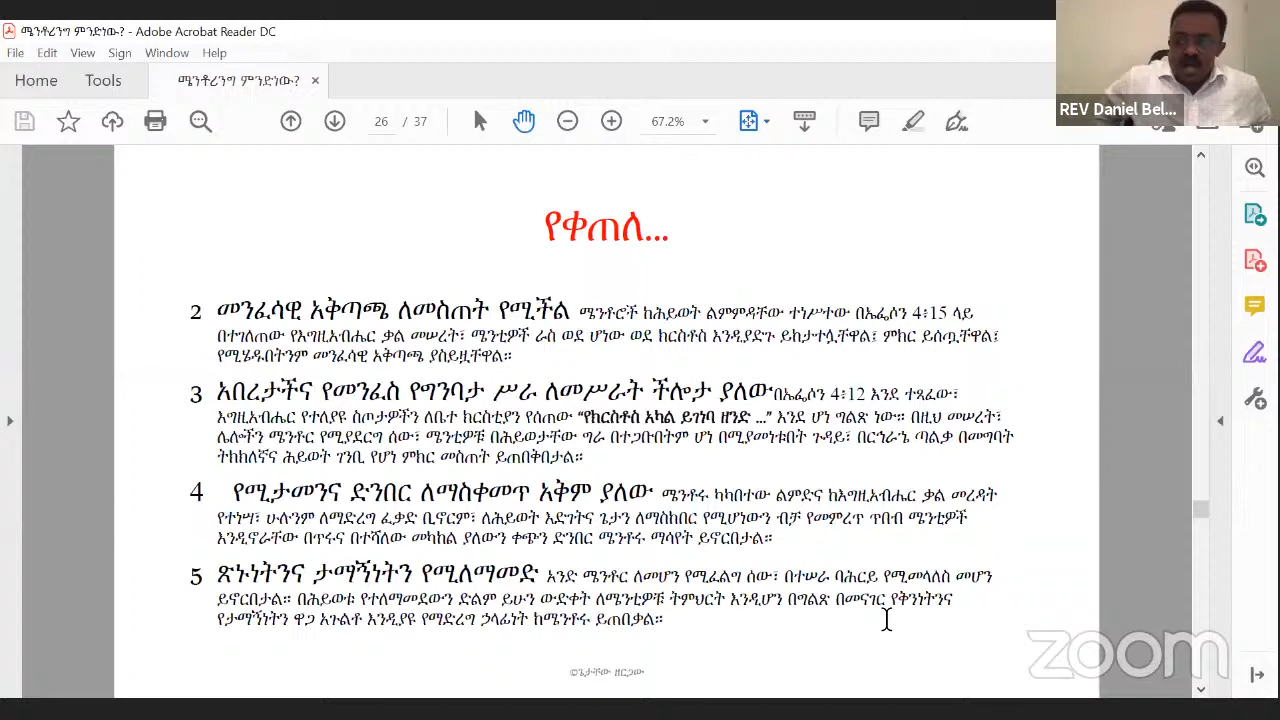 ሜንቶሪንግ ምንድነው? - Adobe Acrobat Reader DC
File Edit View Sign Window Help
Home Tools ሜንቶሪንግ ምንድነው? ×
26 / 37 67.2%
REV Daniel Bel...
የቀጠለ...
2 መንፈሳዊ አቅጣጫ ለመስጠት የሚችል ሜንቶሮች ከሕይወት ልምምዳቸው ተነሥተው በኤፌሶን 4፥15 ላይ
በተገለጠው የእግዚአብሔር ቃል መሠረት፣ ሜንቲዎች ራስ ወደ ሆነው ወደ ክርስቶስ እንዲያድጉ ይከታተሏቸዋል፤ ምክር ይሰጧቸዋል፤
የሚሄዱበትንም መንፈሳዊ አቅጣጫ ያስይዟቸዋል።
3 አበረታችና የመንፈስ የግንባታ ሥራ ለመሥራት ችሎታ ያለው በኤፌሶን 4፥12 እንደ ተጻፈው፣
እግዚአብሔር የተለያዩ ስጦታዎችን ለቤተ ክርስቲያን የሰጠው “የክርስቶስ አካል ይገነባ ዘንድ ...” እንደ ሆነ ግልጽ ነው። በዚህ መሠረት፣
ሌሎችን ሜንቶር የሚያደርግ ሰው፣ ሜንቲዎቹ በሕይወታቸው ግራ በተጋቡበትም ሆነ በሚያመነቱበት ጉዳይ፣ በርኅራኄ ጣልቃ በመግባት
ትክክለኛና ሕይወት ገንቢ የሆነ ምክር መስጠት ይጠበቅበታል።
4 የሚታመንና ድንበር ለማስቀመጥ አቅም ያለው ሜንቶሩ ካካበተው ልምድና ከእግዚአብሔር ቃል መረዳት
የተነሣ፣ ሁሉንም ለማድረግ ፈቃድ ቢኖርም፣ ለሕይወት እድገትና ጌታን ለማስከበር የሚሆነውን ብቻ የመምረጥ ጥበብ ሜንቲዎች
እንዲኖራቸው በጥሩና በተሻለው መካከል ያለውን ቀጭን ድንበር ሜንቶሩ ማሳየት ይኖርበታል።
5 ጽኑነትንና ታማኝነትን የሚለማመድ አንድ ሜንቶር ለመሆን የሚፈልግ ሰው፣ በተሠራ ባሕርይ የሚመላለስ መሆን
ይኖርበታል። በሕይወቱ የተለማመደውን ድልም ይሁን ውድቀት ለሜንቲዎቹ ትምህርት እንዲሆን በግልጽ በመናገር የቅንነትንና
የታማኝነትን ዋጋ አጉልቶ እንዲያዩ የማድረግ ኃላፊነት ከሜንቶሩ ይጠበቃል።
©ጌታቸው ዘርጋው
zoom